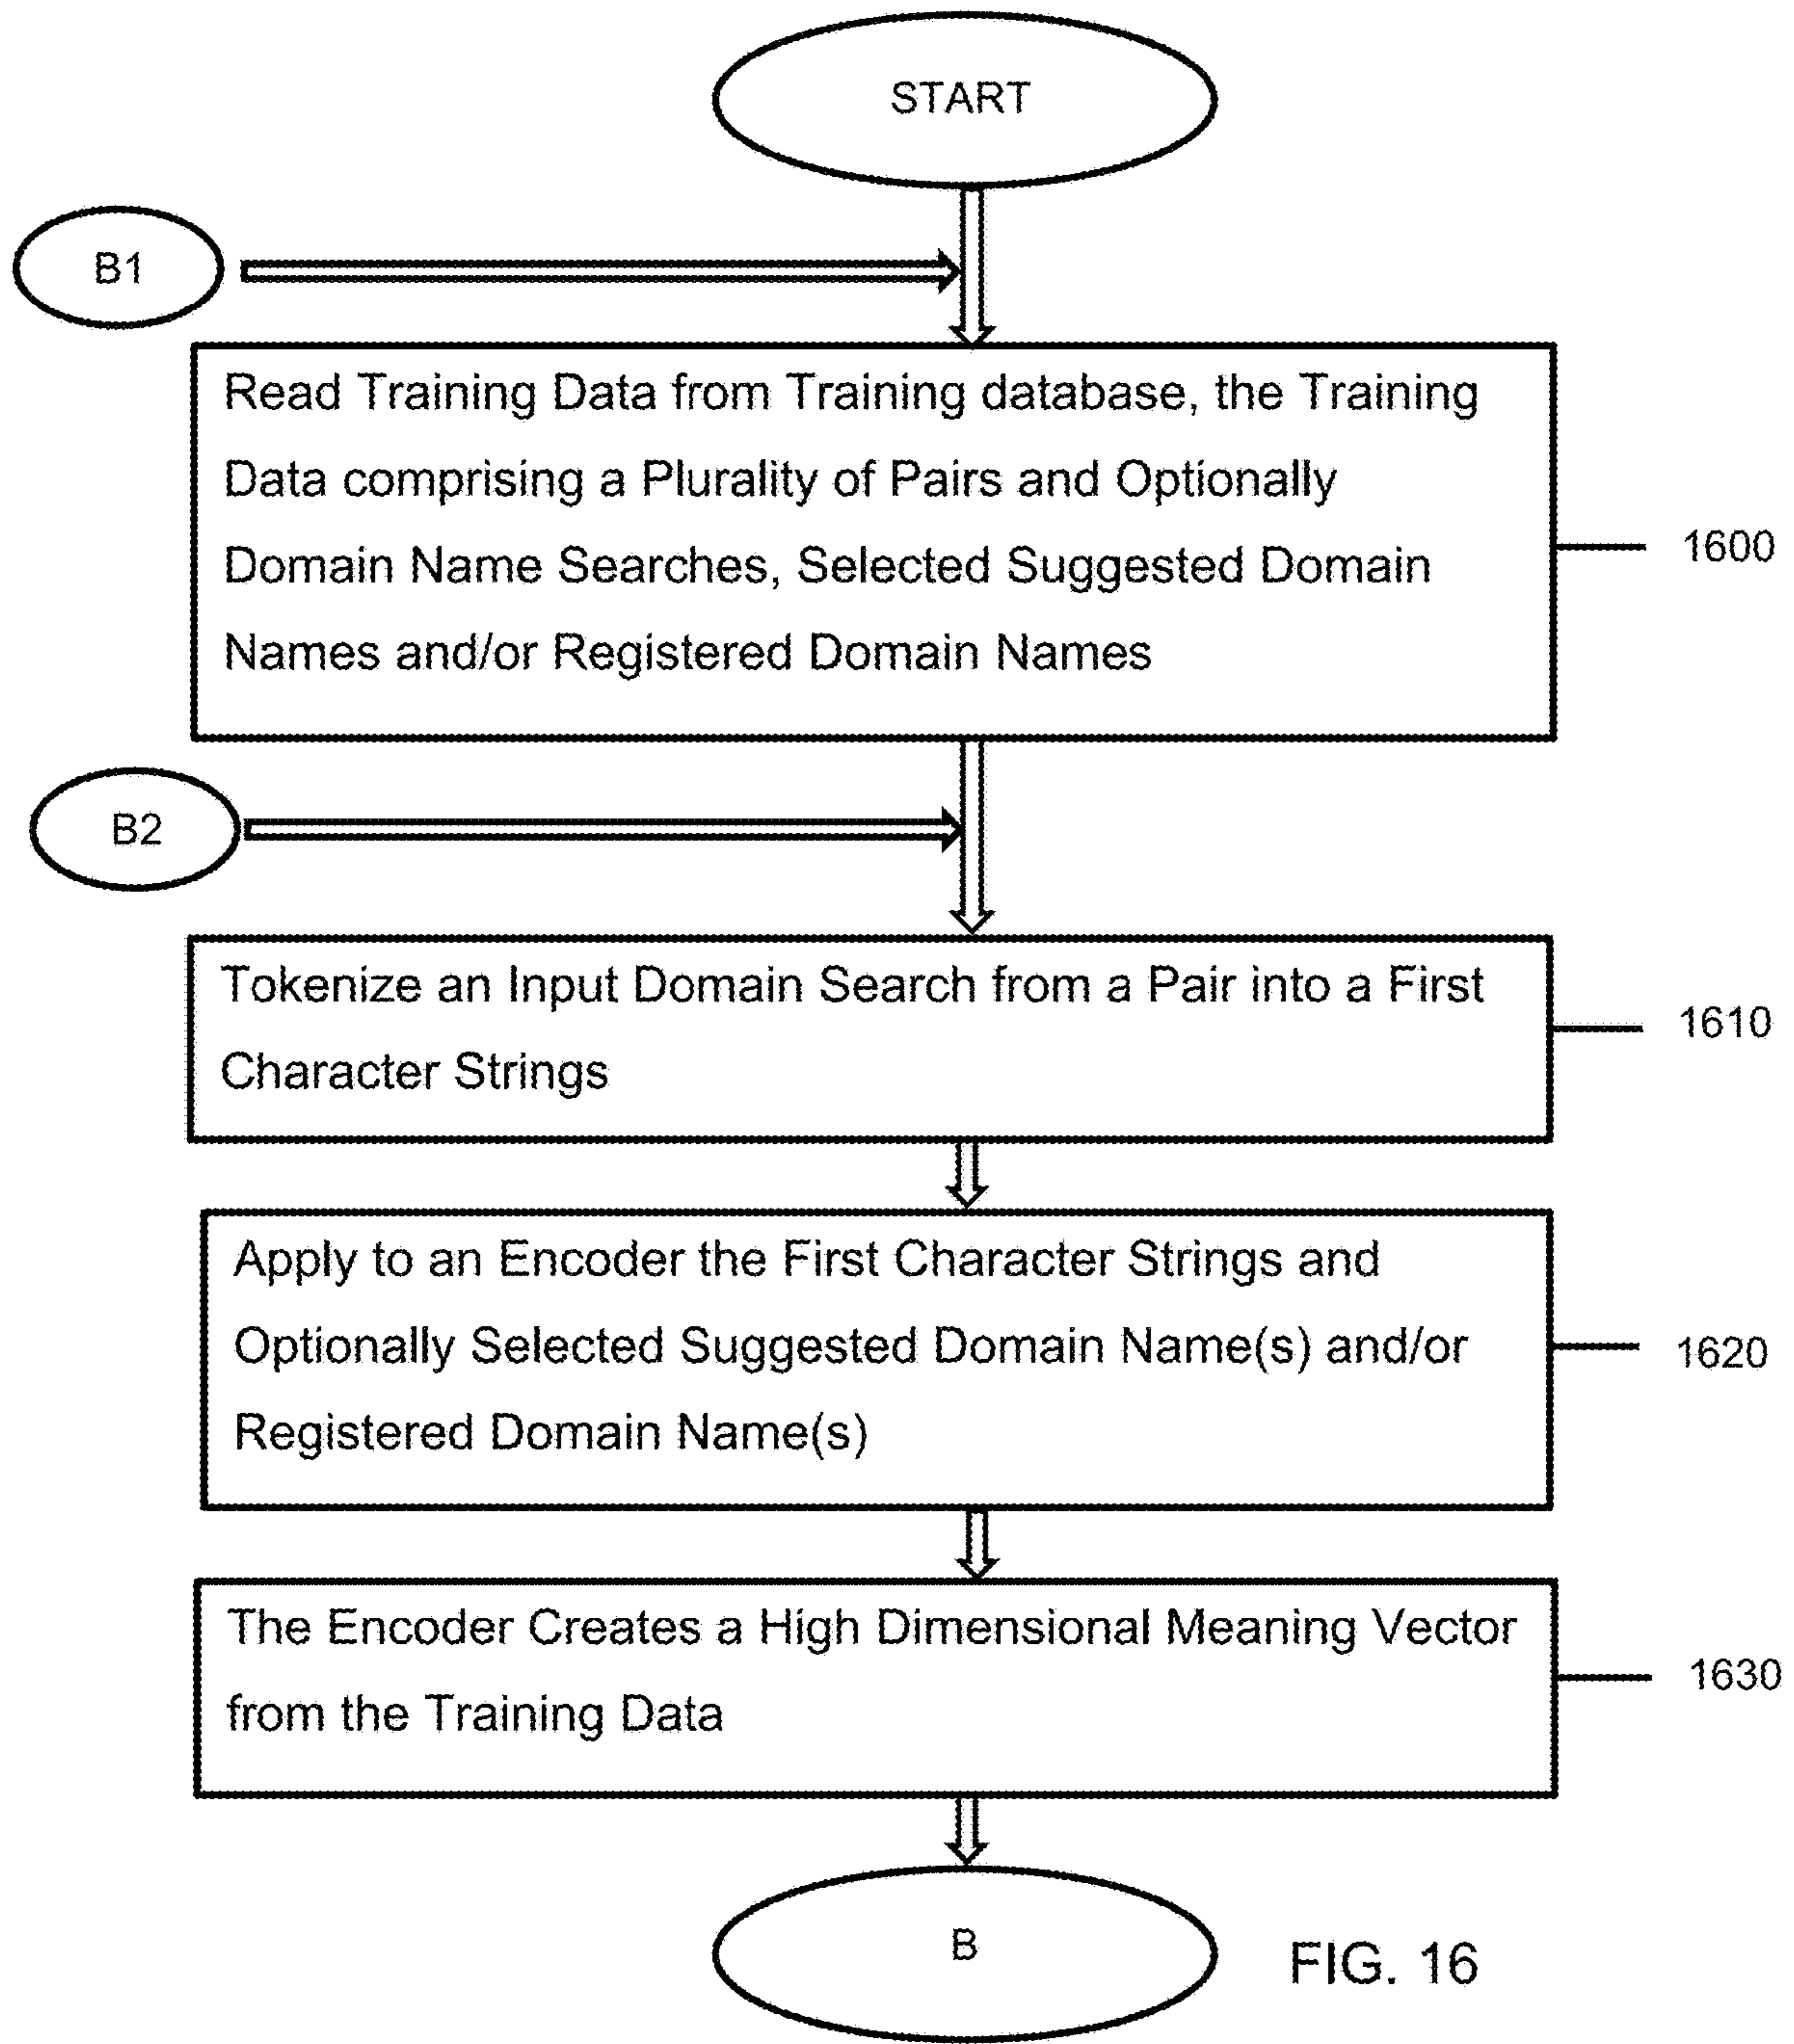 START
B1
Read Training Data from Training database, the Training
Data comprising a Plurality of Pairs and Optionally
Domain Name Searches, Selected Suggested Domain
Names and/or Registered Domain Names
1600
B2
Tokenize an Input Domain Search from a Pair into a First
Character Strings
1610
Apply to an Encoder the First Character Strings and
Optionally Selected Suggested Domain Name(s) and/or
Registered Domain Name(s)
1620
The Encoder Creates a High Dimensional Meaning Vector
from the Training Data
1630
B
FIG. 16